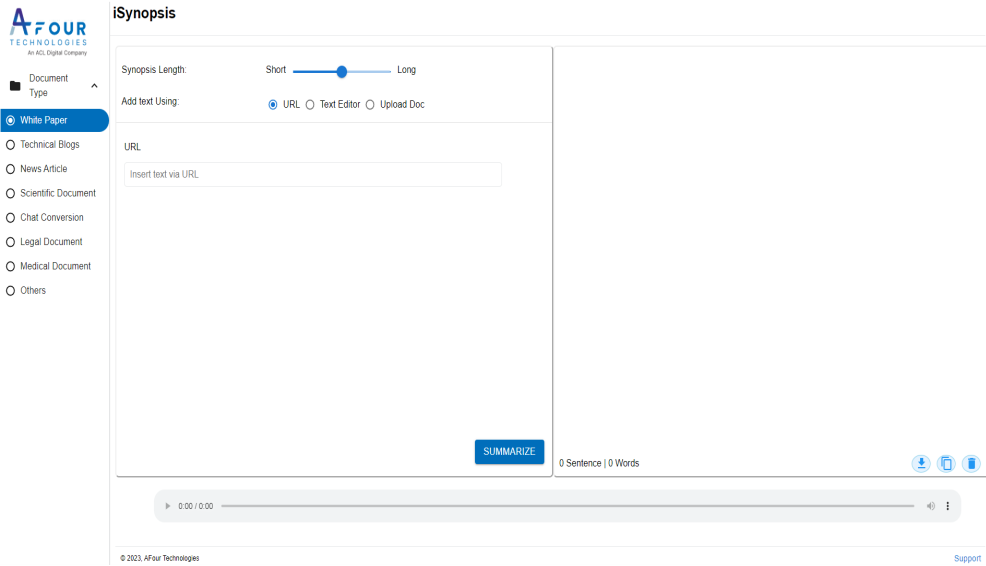 AFOUR
TECHNOLOGIES
An ACL Digital Company
iSynopsis
Document
Type
White Paper
Technical Blogs
News Article
Scientific Document
Chat Conversion
Legal Document
Medical Document
Others
Synopsis Length: Short Long
Add text Using: URL Text Editor Upload Doc
URL
Insert text via URL
SUMMARIZE
0 Sentence | 0 Words
0:00 / 0:00
© 2023, AFour Technologies
Support